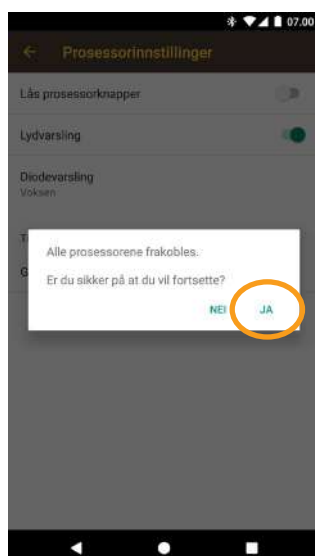 07.00
Prosessorinnstillinger
Lås prosessorknapper
Lydvarsling
Diodevarsling
Voksen
Alle prosessorene frakobles.
Er du sikker på at du vil fortsette?
NEI JA